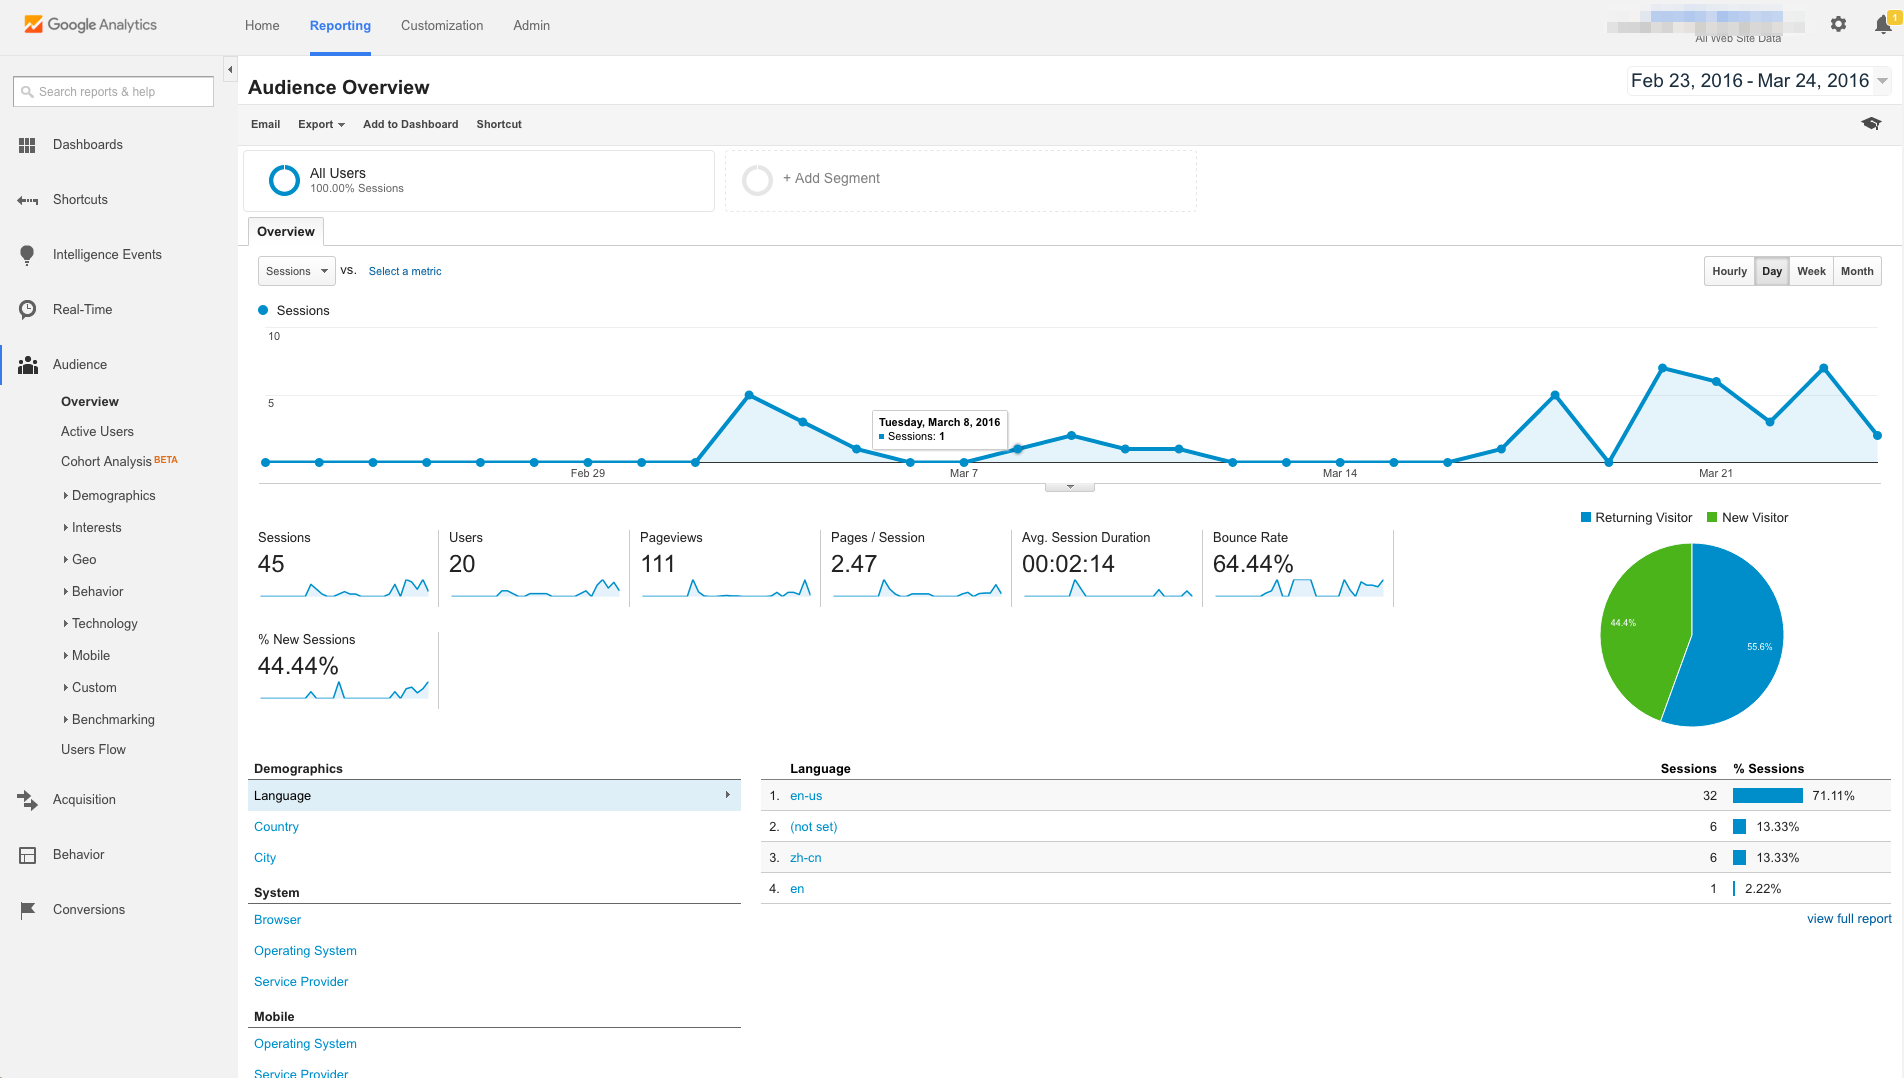 Google Analytics
Home Reporting Customization Admin
All Web Site Data
1
Search reports & help
Dashboards
Shortcuts
Intelligence Events
Real-Time
Audience
Overview
Active Users
Cohort Analysis BETA
Demographics
Interests
Geo
Behavior
Technology
Mobile
Custom
Benchmarking
Users Flow
Acquisition
Behavior
Conversions
Audience Overview
Feb 23, 2016 - Mar 24, 2016
Email Export Add to Dashboard Shortcut
All Users
100.00% Sessions
+ Add Segment
Overview
Sessions VS. Select a metric
Hourly Day Week Month
Sessions
10
5
Tuesday, March 8, 2016
Sessions: 1
Feb 29 Mar 7 Mar 14 Mar 21
Sessions
45
Users
20
Pageviews
111
Pages / Session
2.47
Avg. Session Duration
00:02:14
Bounce Rate
64.44%
% New Sessions
44.44%
Returning Visitor New Visitor
44.4%
55.6%
Demographics
Language
Country
City
System
Browser
Operating System
Service Provider
Mobile
Operating System
Service Provider
Language Sessions % Sessions
1. en-us 32 71.11%
2. (not set) 6 13.33%
3. zh-cn 6 13.33%
4. en 1 2.22%
view full report